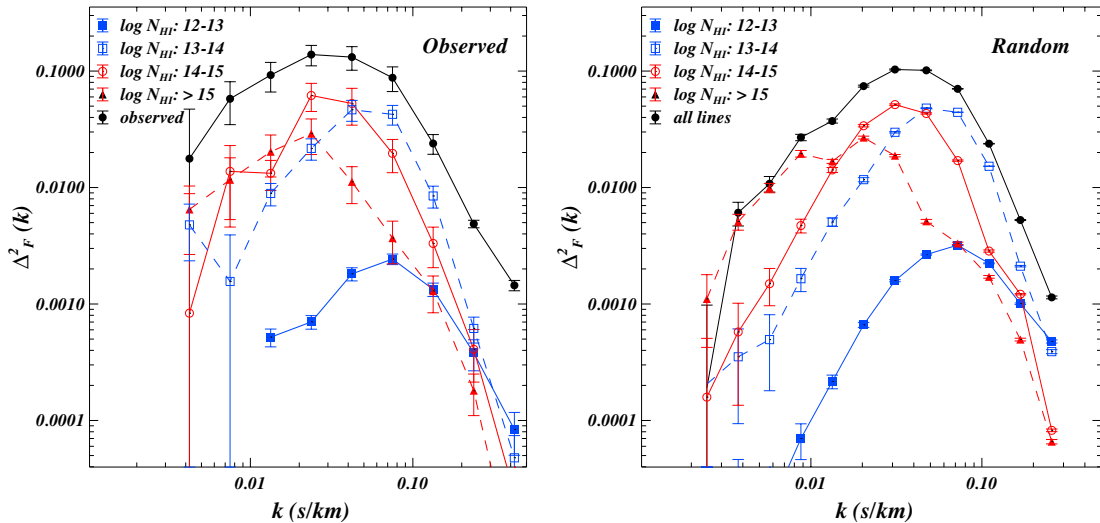 log N_HI: 12-13
log N_HI: 13-14
log N_HI: 14-15
log N_HI: > 15
observed
Observed
0.1000
0.0100
0.0010
0.0001
Δ²_F (k)
0.01
0.10
k (s/km)
log N_HI: 12-13
log N_HI: 13-14
log N_HI: 14-15
log N_HI: > 15
all lines
Random
0.1000
0.0100
0.0010
0.0001
Δ²_F (k)
0.01
0.10
k (s/km)